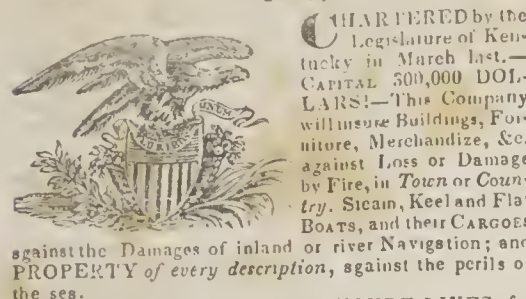 CHARTERED by the
Legislature of Ken-
tucky in March last.—
CAPITAL 300,000 DOL-
LARS!—This Company
will insure Buildings, Fur-
niture, Merchandize, &c.
against Loss or Damage
by Fire, in Town or Coun-
try. Steam, Keel and Fla
BOATS, and their CARGOES
UNUM
PLURIBUS
against the Damages of inland or river Navigation; and
PROPERTY of every description, against the perils o
the sea.